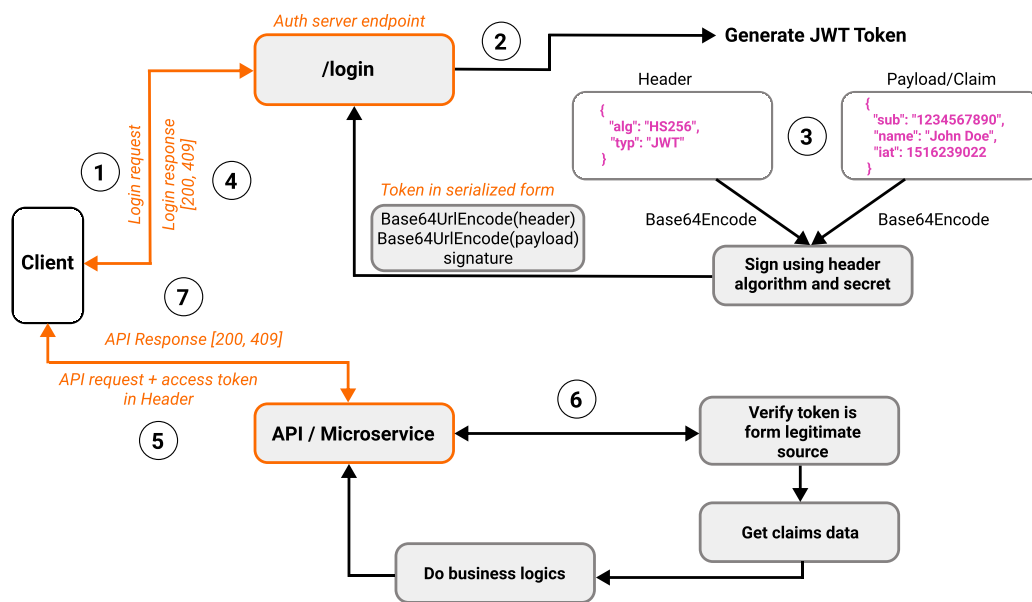 Auth server endpoint
/login
2
Generate JWT Token
Header
{
"alg": "HS256",
"typ": "JWT"
}
Payload/Claim
{
"sub": "1234567890",
"name": "John Doe",
"iat": 1516239022
}
3
1
Login request
Login response
[200, 409]
4
Token in serialized form
Base64UrlEncode(header)
Base64UrlEncode(payload)
signature
Base64Encode
Base64Encode
Sign using header
algorithm and secret
Client
7
API Response [200, 409]
API request + access token
in Header
5
API / Microservice
6
Verify token is
form legitimate
source
Get claims data
Do business logics